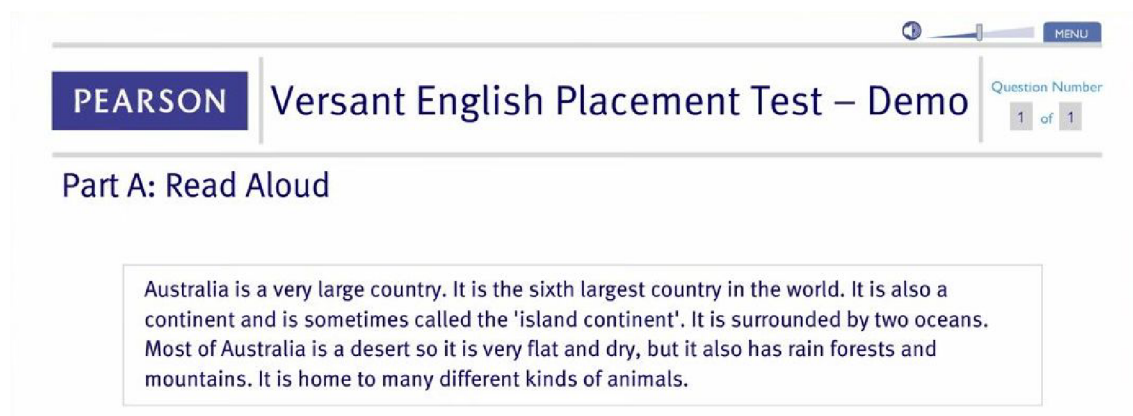 MENU
PEARSON
Versant English Placement Test – Demo
Question Number
1 of 1
Part A: Read Aloud
Australia is a very large country. It is the sixth largest country in the world. It is also a
continent and is sometimes called the 'island continent'. It is surrounded by two oceans.
Most of Australia is a desert so it is very flat and dry, but it also has rain forests and
mountains. It is home to many different kinds of animals.